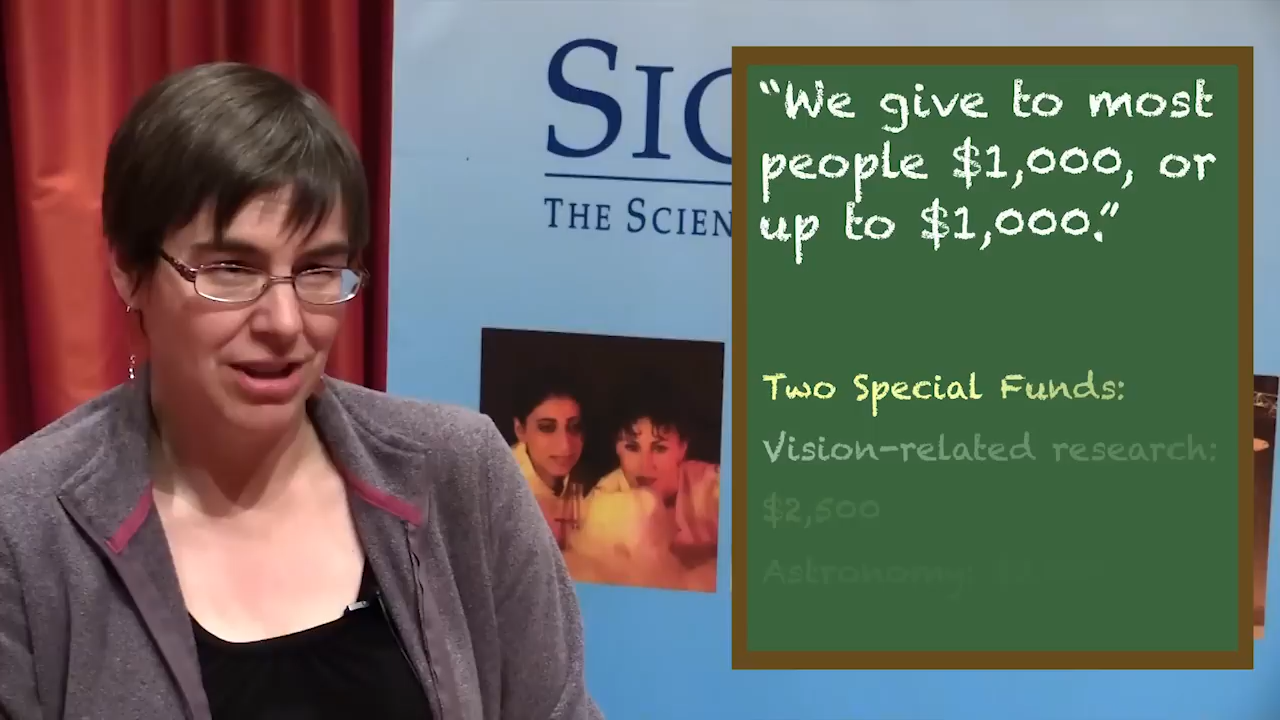 SIG
THE SCIEN
“We give to most
people $1,000, or
up to $1,000.”
Two Special Funds:
Vision-related research:
$2,500
Astronomy: